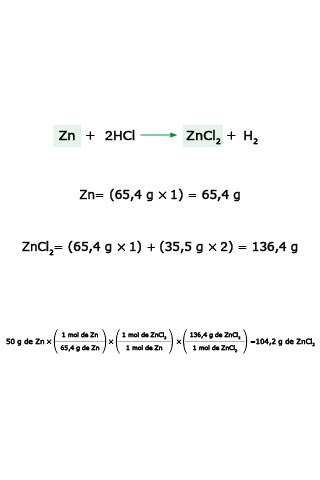 Zn + 2HCl ⟶ ZnCl₂ + H₂
Zn= (65,4 g × 1) = 65,4 g
ZnCl₂= (65,4 g × 1) + (35,5 g × 2) = 136,4 g
50 g de Zn × (1 mol de Zn / 65,4 g de Zn) × (1 mol de ZnCl₂ / 1 mol de Zn) × (136,4 g de ZnCl₂ / 1 mol de ZnCl₂) =104,2 g de ZnCl₂